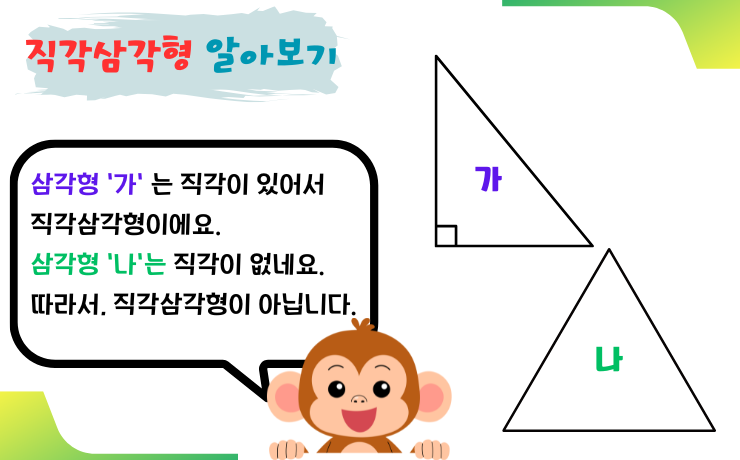 직각삼각형 알아보기
삼각형 '가' 는 직각이 있어서
직각삼각형이에요.
삼각형 '나'는 직각이 없네요.
따라서. 직각삼각형이 아닙니다.
가
나